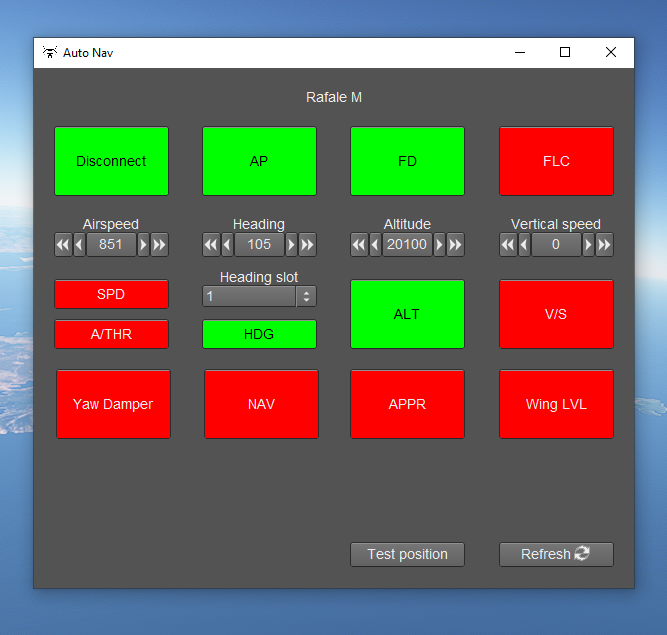 Auto Nav
Rafale M
Disconnect
AP
FD
FLC
Airspeed
Heading
Altitude
Vertical speed
851
105
20100
0
Heading slot
SPD
1
ALT
V/S
A/THR
HDG
Yaw Damper
NAV
APPR
Wing LVL
Test position
Refresh